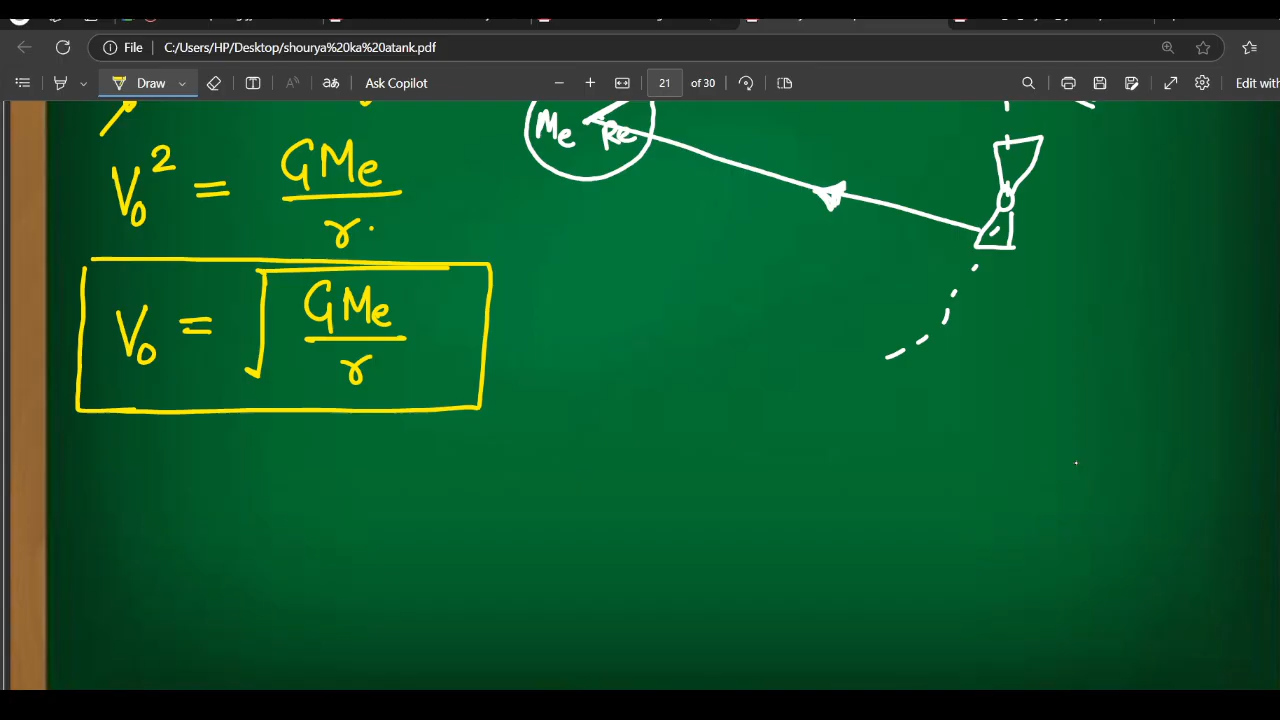 File C:/Users/HP/Desktop/shourya%20ka%20atank.pdf
Draw Ask Copilot 21 of 30 Edit with
Me Re
V₀² = GMe/r
V₀ = √(GMe/r)